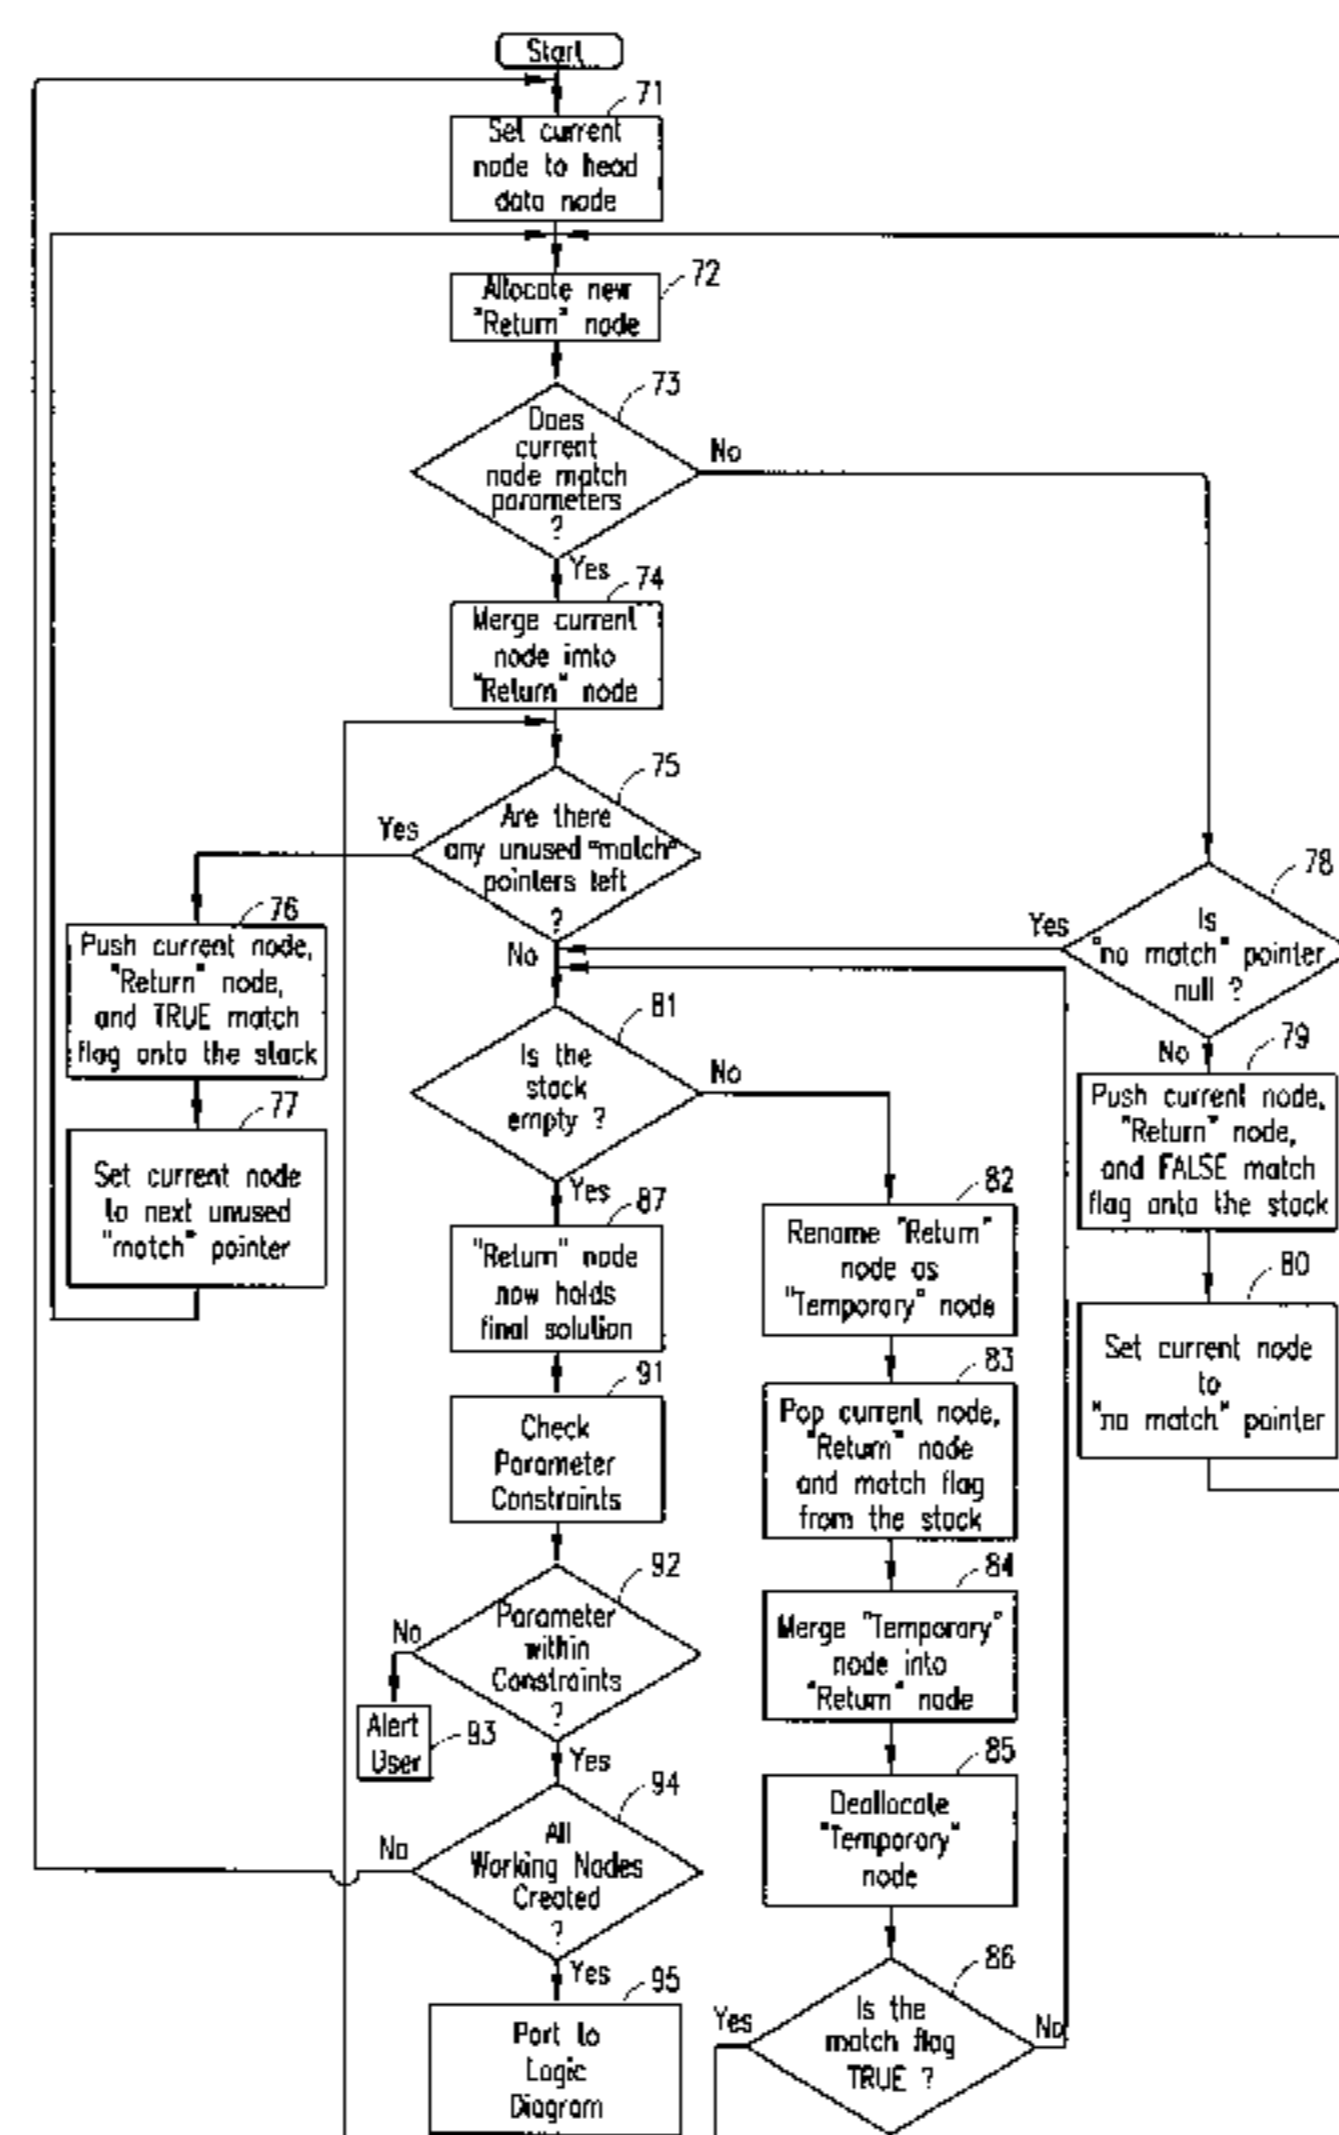 Start
71
Set current
node to head
data node
72
Allocate new
"Return" node
73
Does
current
node match
parameters
?
No
Yes
74
Merge current
node imto
"Return" node
75
Are there
any unused "match"
pointers left
?
Yes
No
76
Push current node,
"Return" node,
and TRUE match
flag onto the stack
77
Set current node
to next unused
"match" pointer
78
Is
"no match" pointer
null ?
Yes
No
79
Push current node,
"Return" node,
and FALSE match
flag onto the stack
80
Set current node
to
"no match" pointer
81
Is the
stack
empty ?
No
Yes
82
Rename "Return"
node as
"Temporary" node
83
Pop current node,
"Return" node
and match flag
from the stack
84
Merge "Temporary"
node into
"Return" node
85
Deallocate
"Temporary"
node
86
Is the
match flag
TRUE ?
Yes
No
87
"Return" node
now holds
final solution
91
Check
Parameter
Constraints
92
Parameter
within
Constraints
?
No
Yes
Alert
User
93
94
All
Working Nodes
Created
?
No
Yes
95
Port to
Logic
Diagram